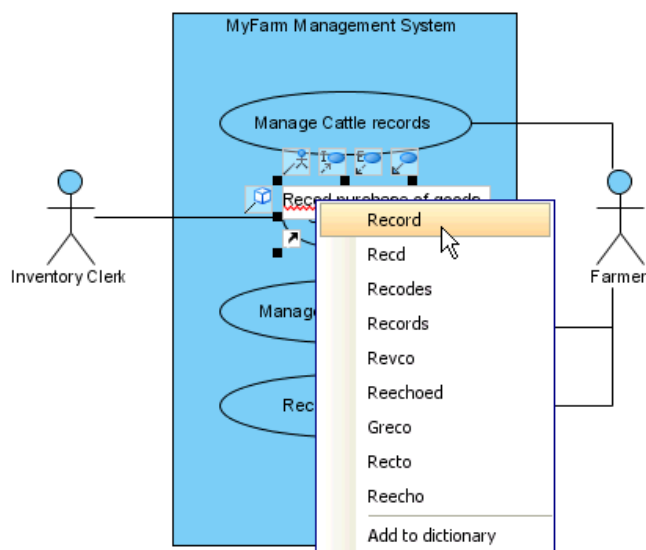 MyFarm Management System
Manage Cattle records
Recod purchase of goods
Record
Inventory Clerk
Recd
Farmer
Recodes
Manag
Records
Revco
Reechoed
Rec
Greco
Recto
Reecho
Add to dictionary